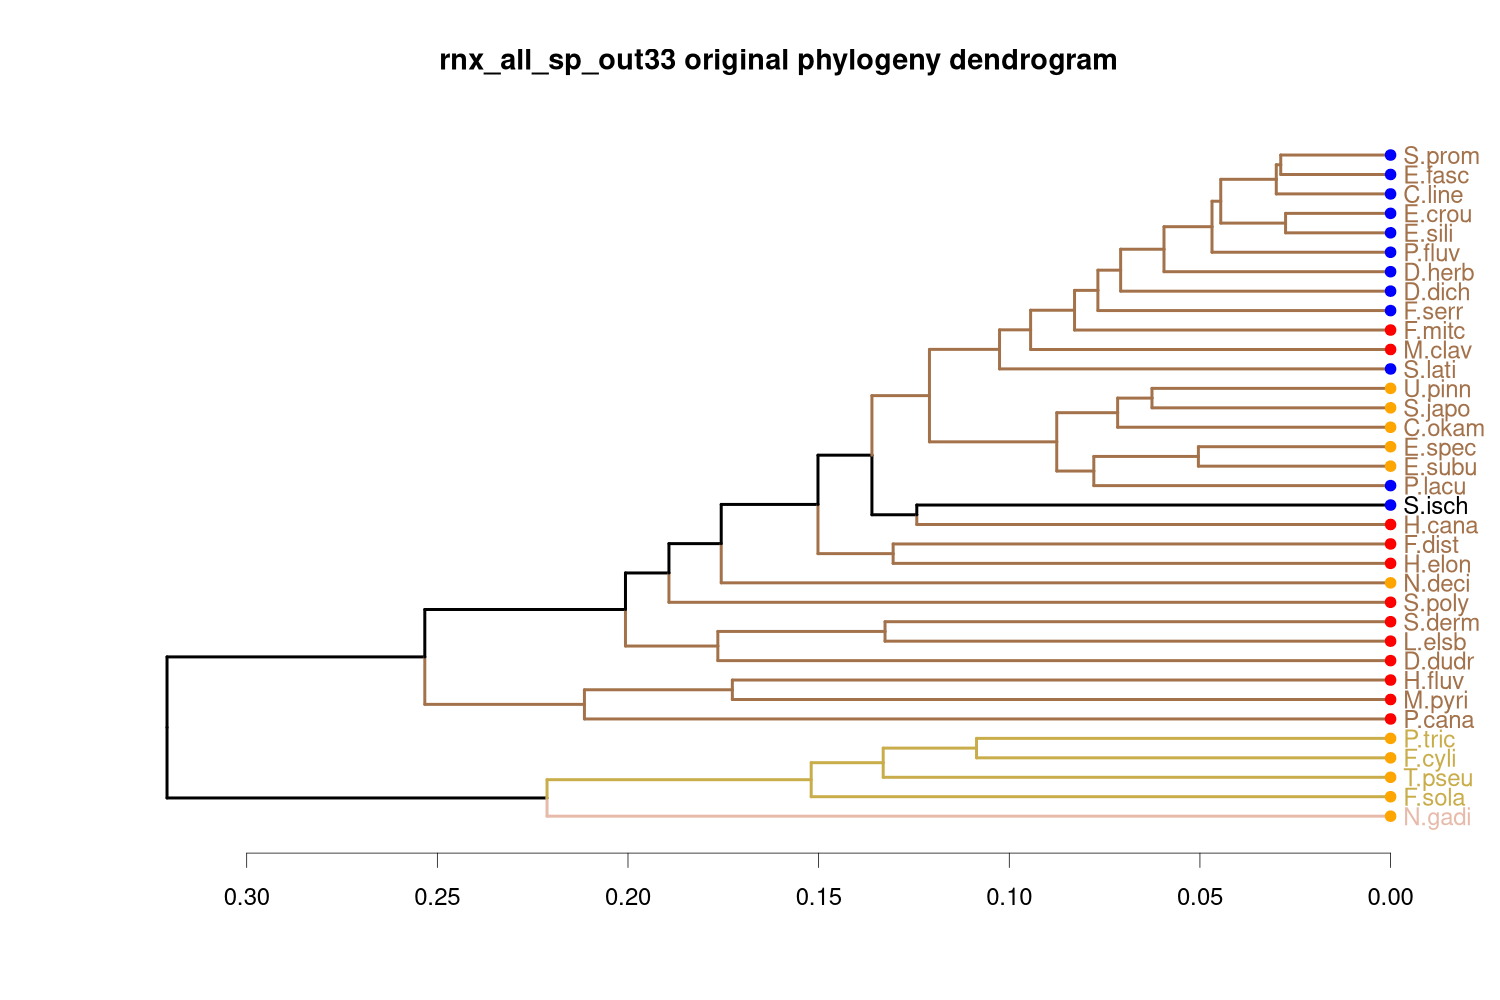 rnx_all_sp_out33 original phylogeny dendrogram
S.prom
E.fasc
C.line
E.crou
E.sili
P.fluv
D.herb
D.dich
F.serr
F.mitc
M.clav
S.lati
U.pinn
S.japo
C.okam
E.spec
E.subu
P.lacu
S.isch
H.cana
F.dist
H.elon
N.deci
S.poly
S.derm
L.elsb
D.dudr
H.fluv
M.pyri
P.cana
P.tric
F.cyli
T.pseu
F.sola
N.gadi
0.30 0.25 0.20 0.15 0.10 0.05 0.00